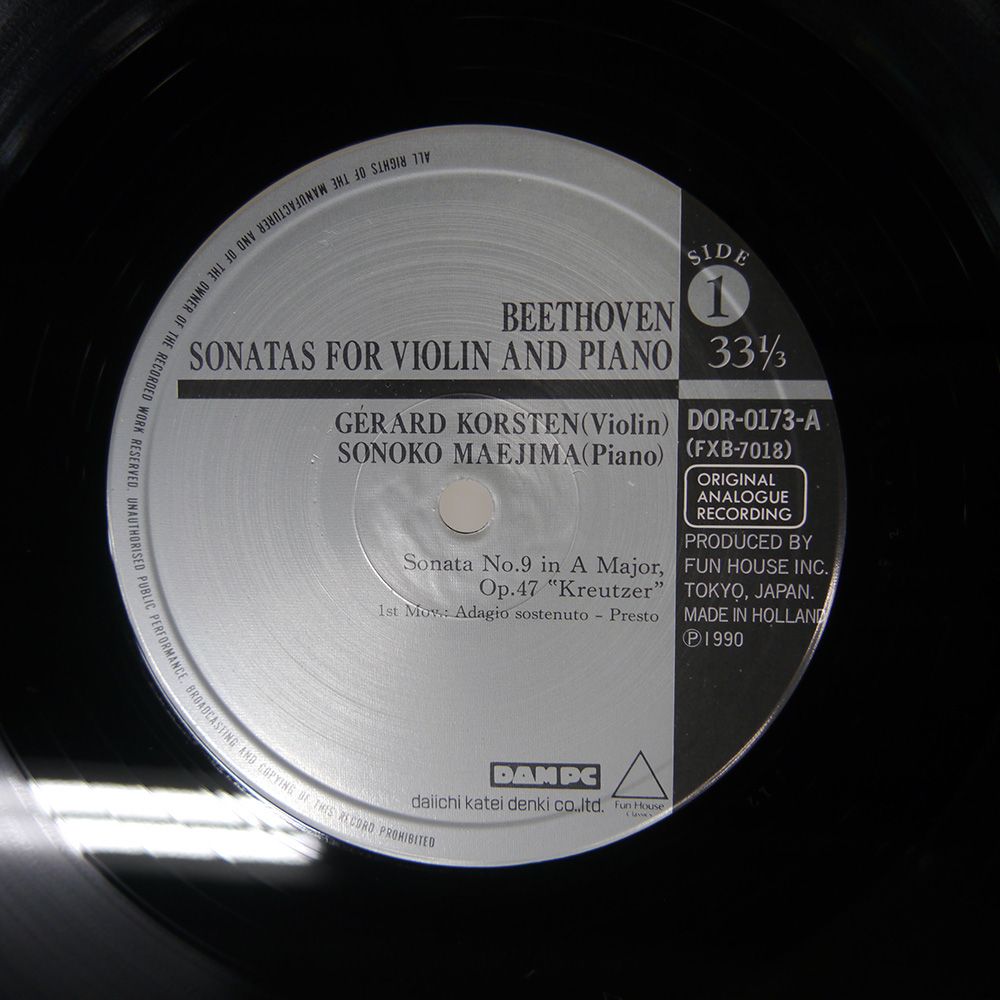 ALL RIGHTS OF THE MANUFACTURER AND OF THE OWNER OF THE RECORDED WORK RESERVED. UNAUTHORISED PUBLIC PERFORMANCE, BROADCASTING AND COPYING OF THIS RECORD PROHIBITED
SIDE
1
33⅓
BEETHOVEN
SONATAS FOR VIOLIN AND PIANO
GÉRARD KORSTEN(Violin)
SONOKO MAEJIMA(Piano)
DOR-0173-A
(FXB-7018)
ORIGINAL
ANALOGUE
RECORDING
PRODUCED BY
FUN HOUSE INC.
TOKYO, JAPAN.
MADE IN HOLLAND
Ⓟ1990
Sonata No.9 in A Major,
Op.47 "Kreutzer"
1st Mov.: Adagio sostenuto - Presto
DAM PC
daiichi katei denki co.,ltd.
Fun House
Classics